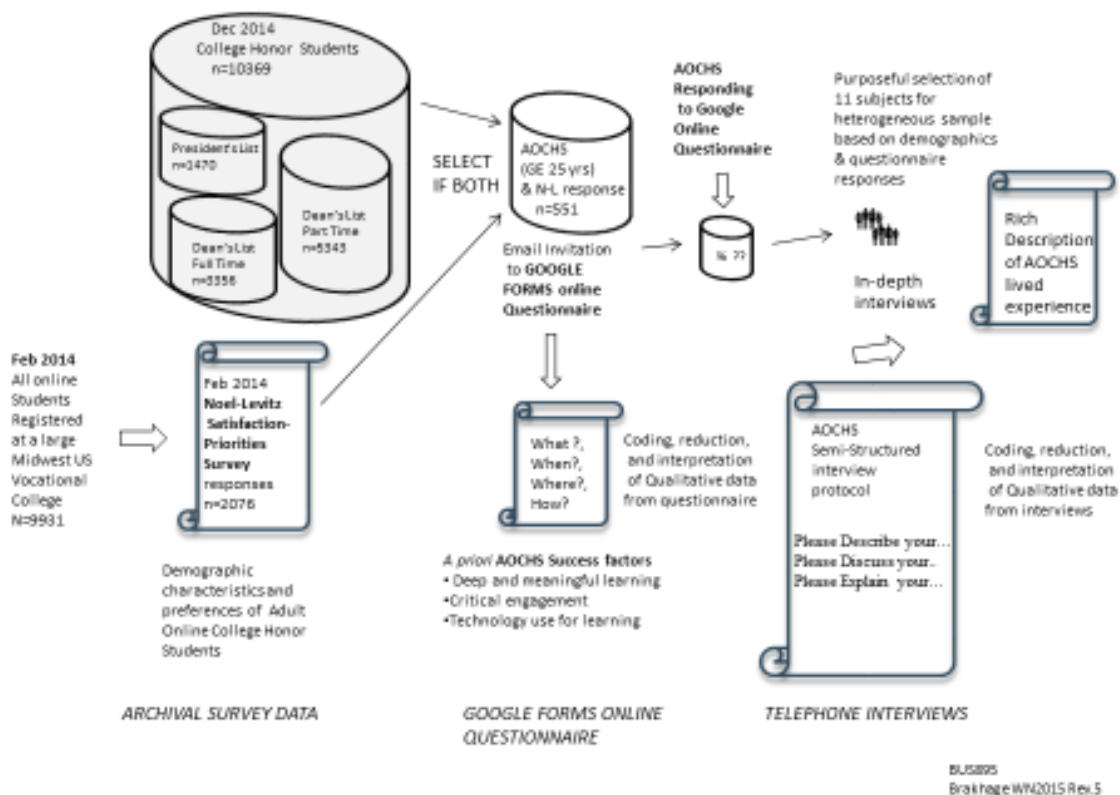 Dec 2014
College Honor Students
n=10369
President's List
n=1470
Dean's List
Part Time
n=5343
Dean's List
Full Time
n=3356
SELECT
IF BOTH
AOCHS
(GE 25 yrs)
& N-L response
n=551
Email Invitation
to GOOGLE
FORMS online
Questionnaire
AOCHS
Responding
to Google
Online
Questionnaire
??
Purposeful selection of
11 subjects for
heterogeneous sample
based on demographics
& questionnaire
responses
In-depth
interviews
Rich
Description
of AOCHS
lived
experience
Feb 2014
All online
Students
Registered
at a large
Midwest US
Vocational
College
N=9931
Feb 2014
Noel-Levitz
Satisfaction-
Priorities
Survey
responses
n=2076
Demographic
characteristics and
preferences of Adult
Online College Honor
Students
What ?,
When?,
Where?,
How?
Coding, reduction,
and interpretation
of Qualitative data
from questionnaire
A priori AOCHS Success factors
• Deep and meaningful learning
•Critical engagement
•Technology use for learning
AOCHS
Semi-Structured
interview
protocol
Please Describe your...
Please Discuss your..
Please Explain your...
Coding, reduction,
and interpretation
of Qualitative data
from interviews
ARCHIVAL SURVEY DATA
GOOGLE FORMS ONLINE
QUESTIONNAIRE
TELEPHONE INTERVIEWS
BUS895
Brakhage WN2015 Rev.5